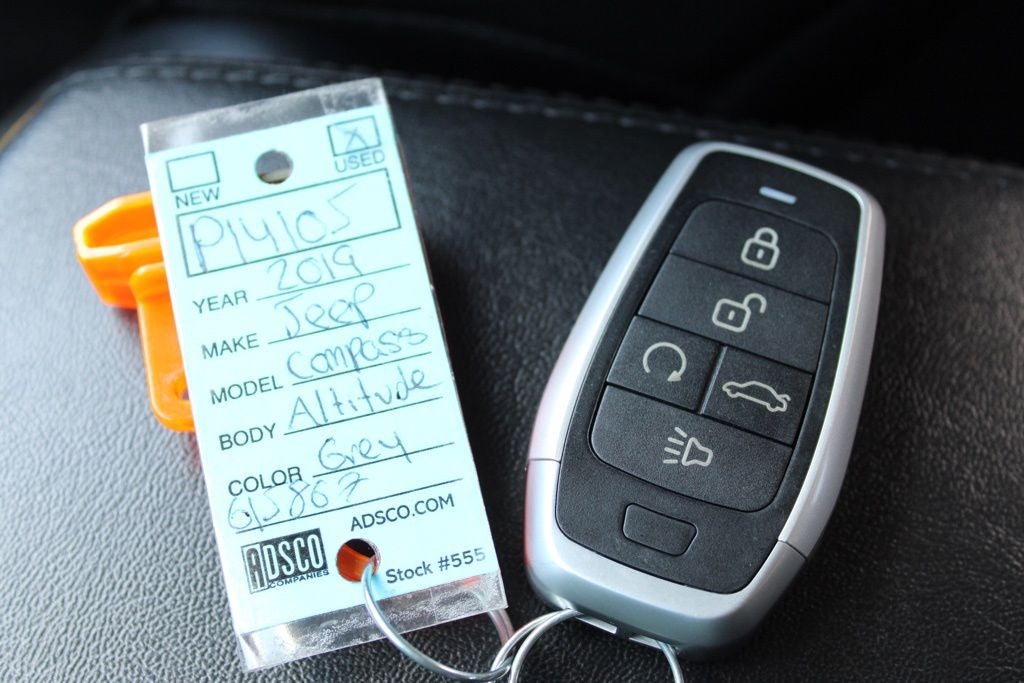 NEW USED
P14105
YEAR 2019
MAKE Jeep
MODEL Compass
BODY Altitude
COLOR Grey
615867
ADSCO.COM
ADSCO
COMPANIES
Stock #555